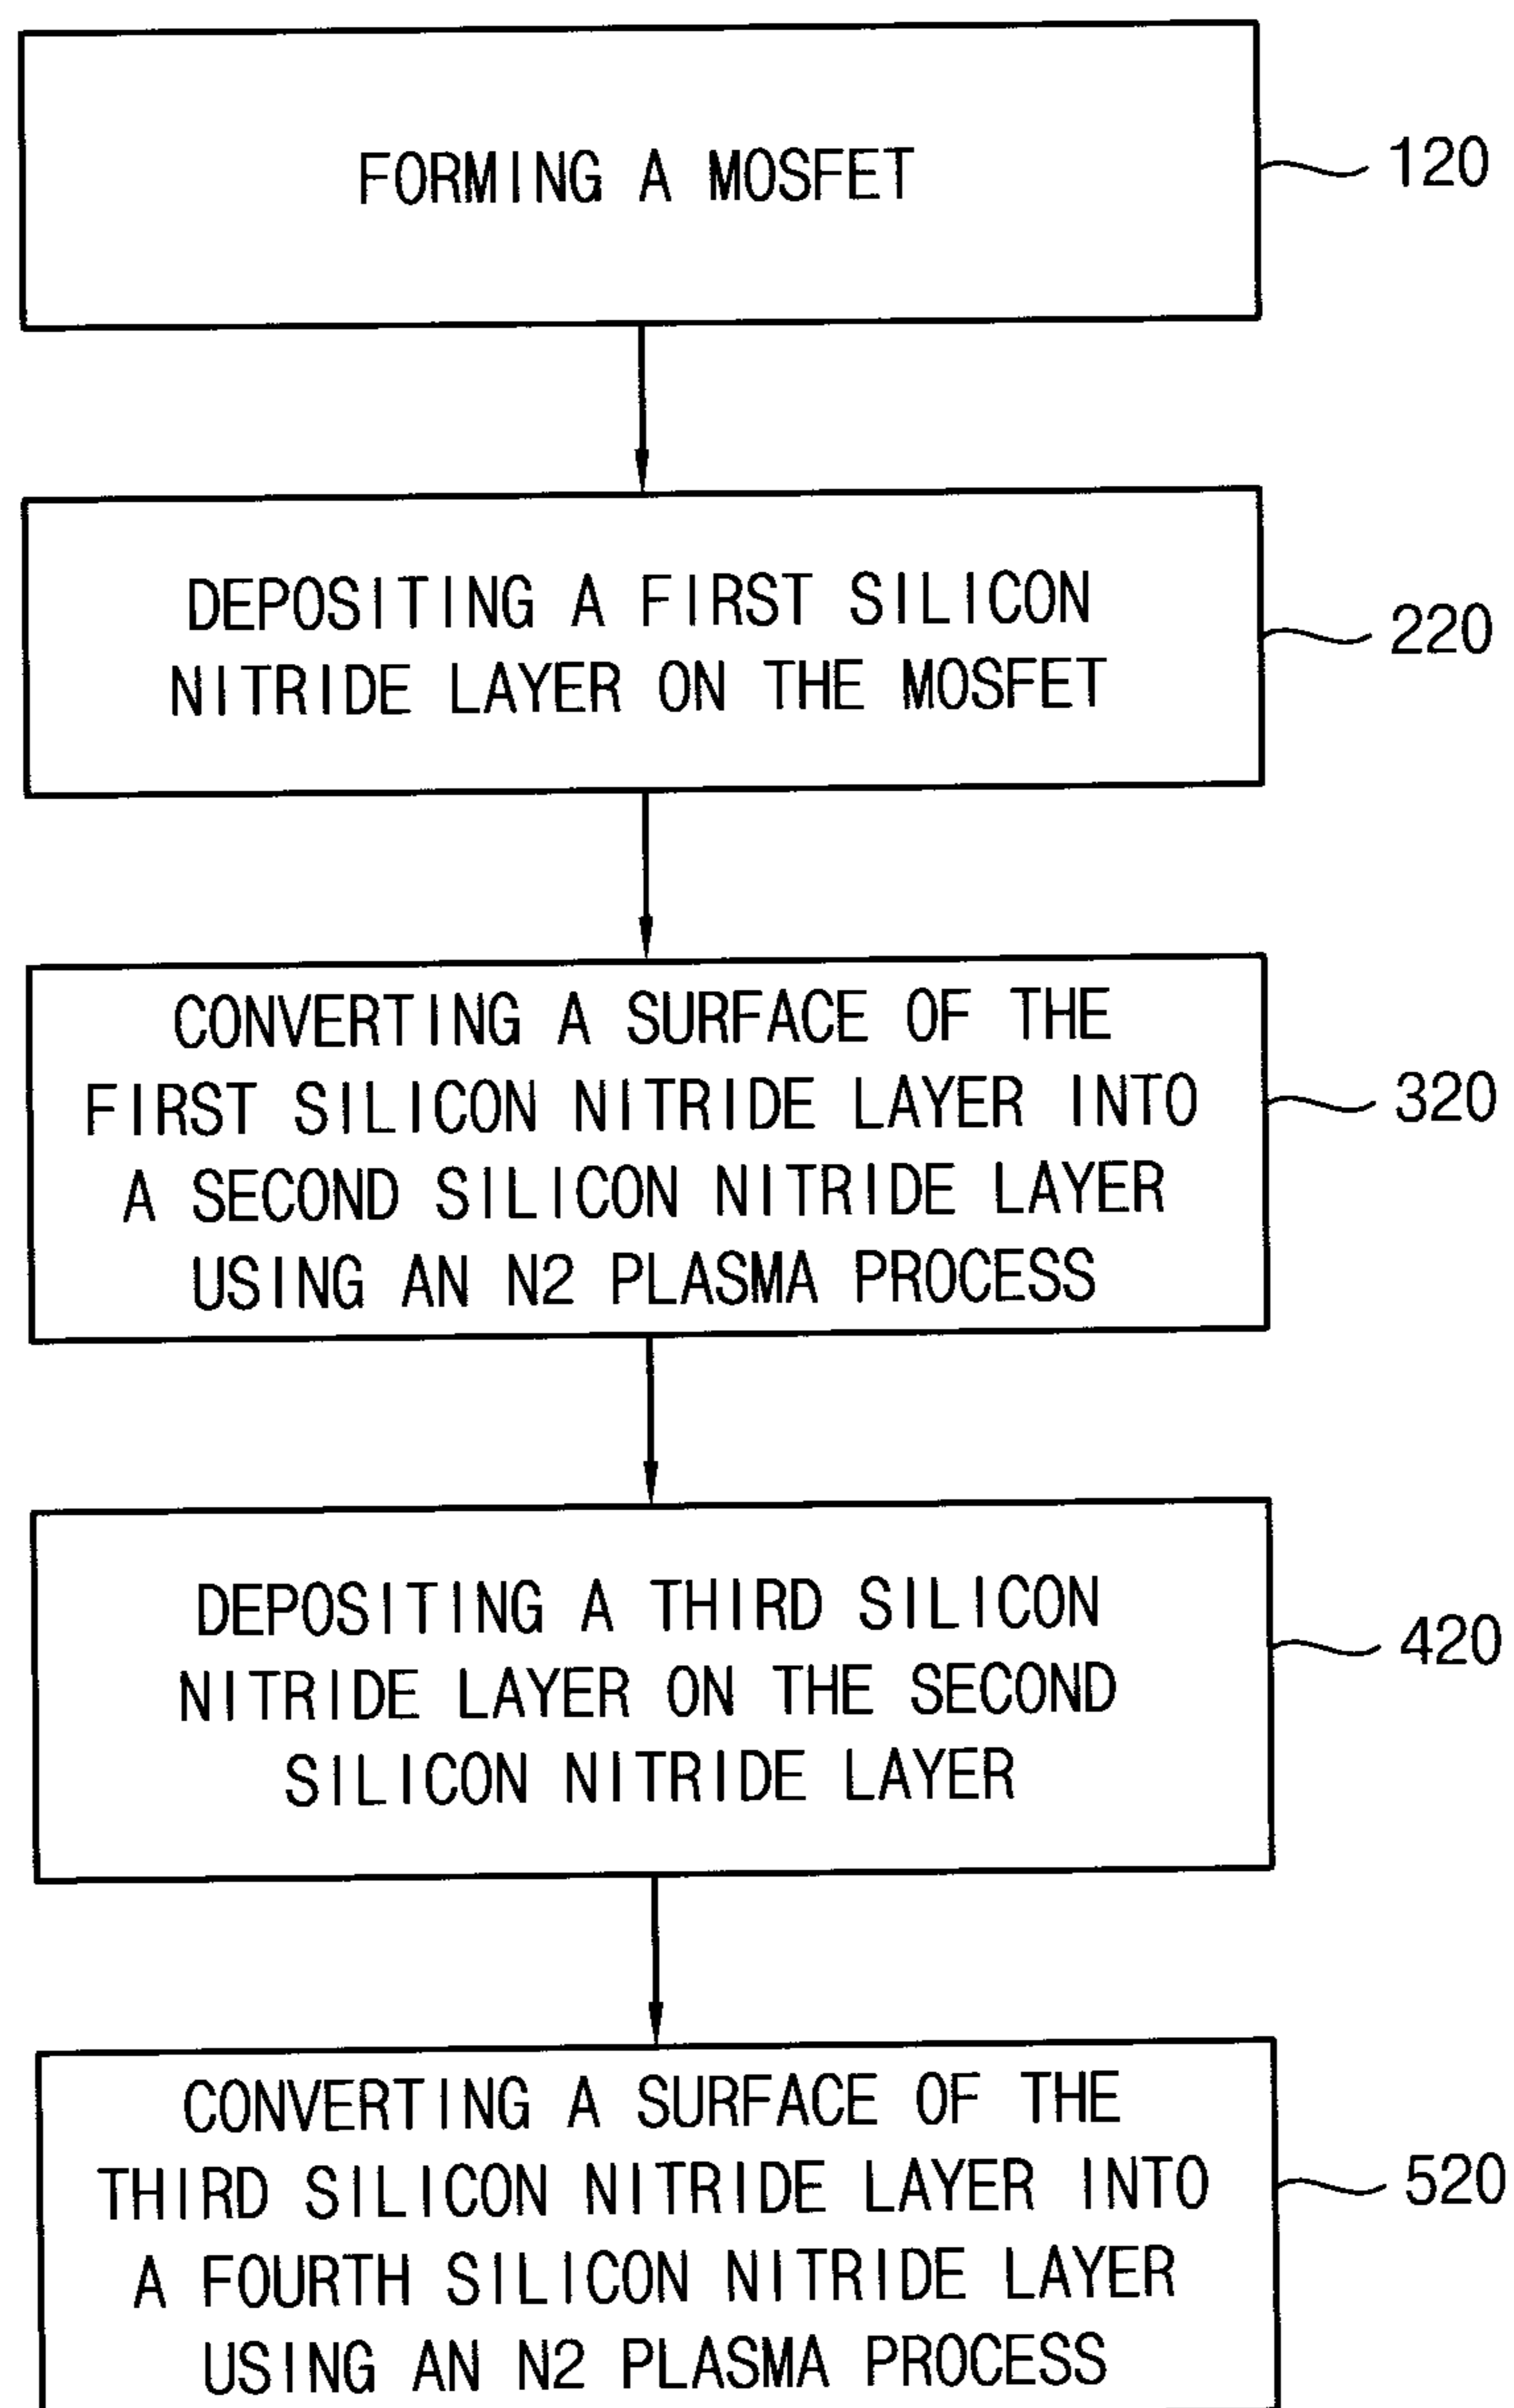 FORMING A MOSFET
120
DEPOSITING A FIRST SILICON
NITRIDE LAYER ON THE MOSFET
220
CONVERTING A SURFACE OF THE
FIRST SILICON NITRIDE LAYER INTO
A SECOND SILICON NITRIDE LAYER
USING AN N2 PLASMA PROCESS
320
DEPOSITING A THIRD SILICON
NITRIDE LAYER ON THE SECOND
SILICON NITRIDE LAYER
420
CONVERTING A SURFACE OF THE
THIRD SILICON NITRIDE LAYER INTO
A FOURTH SILICON NITRIDE LAYER
USING AN N2 PLASMA PROCESS
520